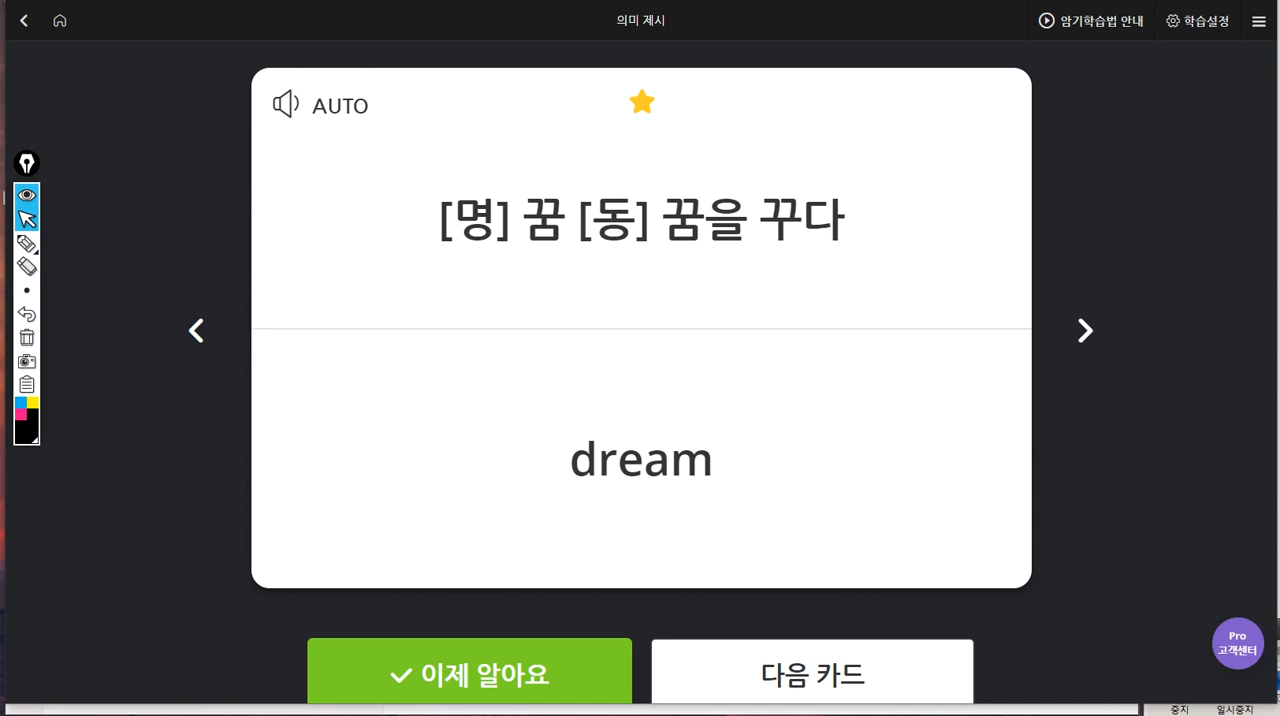 의미 제시
암기학습법 안내
학습설정
AUTO
[명] 꿈 [동] 꿈을 꾸다
dream
Pro
고객센터
이제 알아요
다음 카드
중지
일시중지